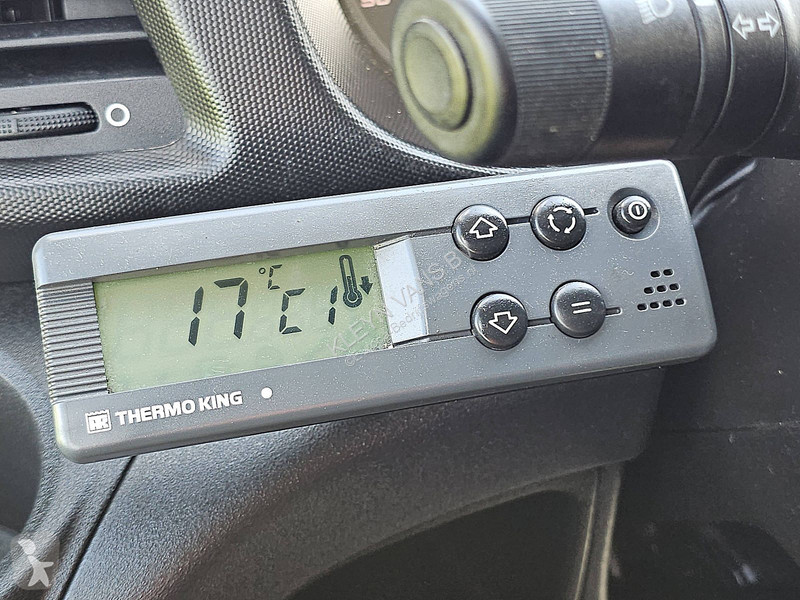 17 °C C1
THERMO KING
KLEYN VANS B.V.